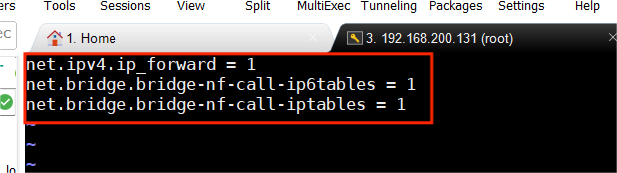 Tools Sessions View Split MultiExec Tunneling Packages Settings Help
1. Home
3. 192.168.200.131 (root)
net.ipv4.ip_forward = 1
net.bridge.bridge-nf-call-ip6tables = 1
net.bridge.bridge-nf-call-iptables = 1
~
~
~